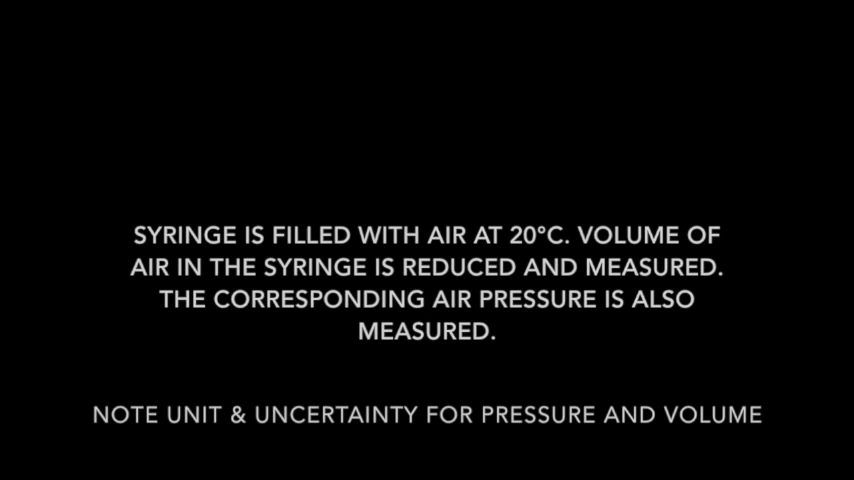 SYRINGE IS FILLED WITH AIR AT 20°C. VOLUME OF
AIR IN THE SYRINGE IS REDUCED AND MEASURED.
THE CORRESPONDING AIR PRESSURE IS ALSO
MEASURED.
NOTE UNIT & UNCERTAINTY FOR PRESSURE AND VOLUME